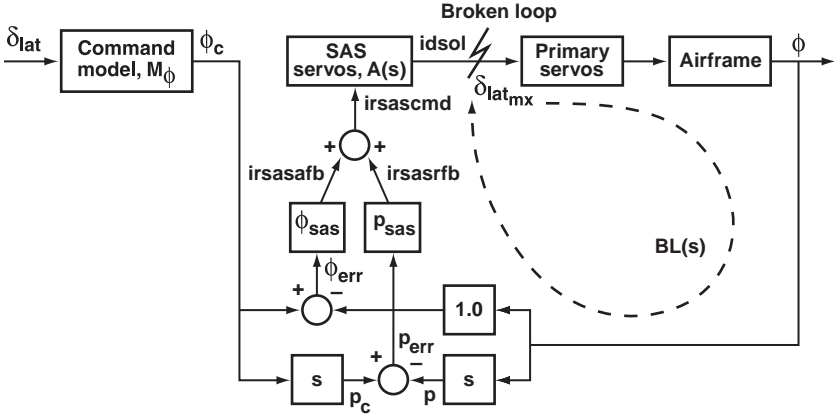 Broken loop
δlat
Command
model, Mϕ
ϕc
SAS
servos, A(s)
idsol
Primary
servos
Airframe
ϕ
δlatmx
irsascmd
+
+
irsasafb
irsasrfb
ϕsas
psas
BL(s)
ϕerr
+
–
1.0
perr
+
–
s
pc
p
s